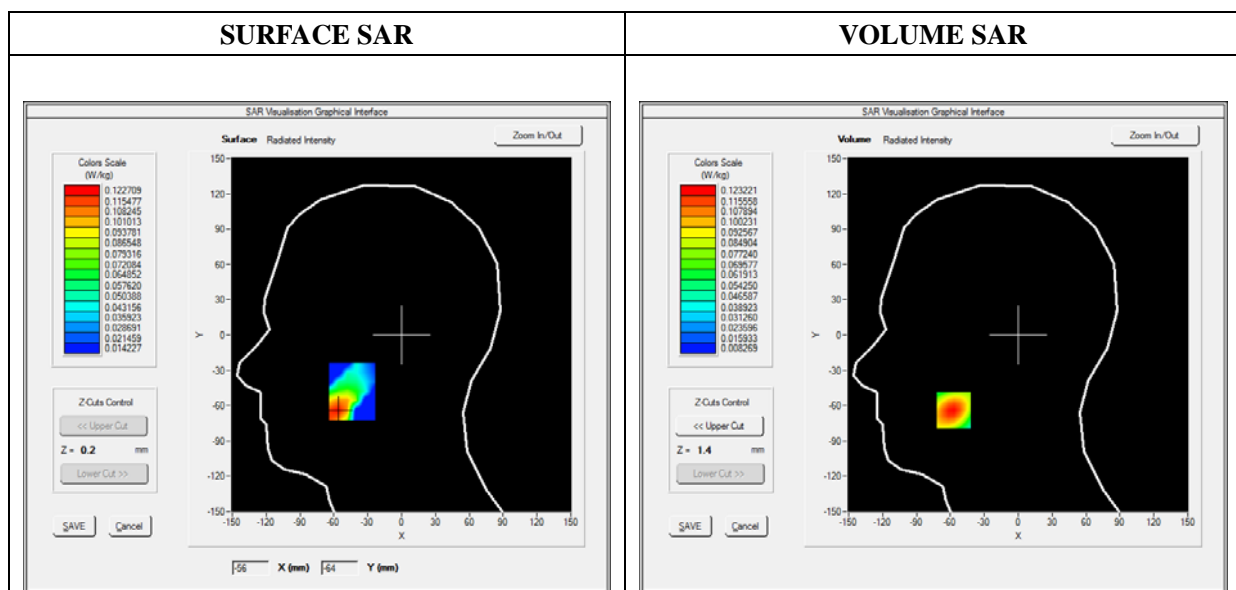 SURFACE SAR
VOLUME SAR
SAR Visualisation Graphical Interface
Surface Radiated Intensity
Zoom In/Out
Colors Scale
(W/kg)
0.122709
0.115477
0.108245
0.101013
0.093781
0.086548
0.079316
0.072084
0.064852
0.057620
0.050388
0.043156
0.035923
0.028691
0.021459
0.014227
Z-Cuts Control
<< Upper Cut
Z = 0.2 mm
Lower Cut >>
SAVE Cancel
150
120
90
60
30
Y 0
-30
-60
-90
-120
-150
-150 -120 -90 -60 -30 0 30 60 90 120 150
X
-56 X (mm) -64 Y (mm)
SAR Visualisation Graphical Interface
Volume Radiated Intensity
Zoom In/Out
Colors Scale
(W/kg)
0.123221
0.115558
0.107894
0.100231
0.092567
0.084904
0.077240
0.069577
0.061913
0.054250
0.046587
0.038923
0.031260
0.023596
0.015933
0.008269
Z-Cuts Control
<< Upper Cut
Z = 1.4 mm
Lower Cut >>
SAVE Cancel
150
120
90
60
30
Y 0
-30
-60
-90
-120
-150
-150 -120 -90 -60 -30 0 30 60 90 120 150
X